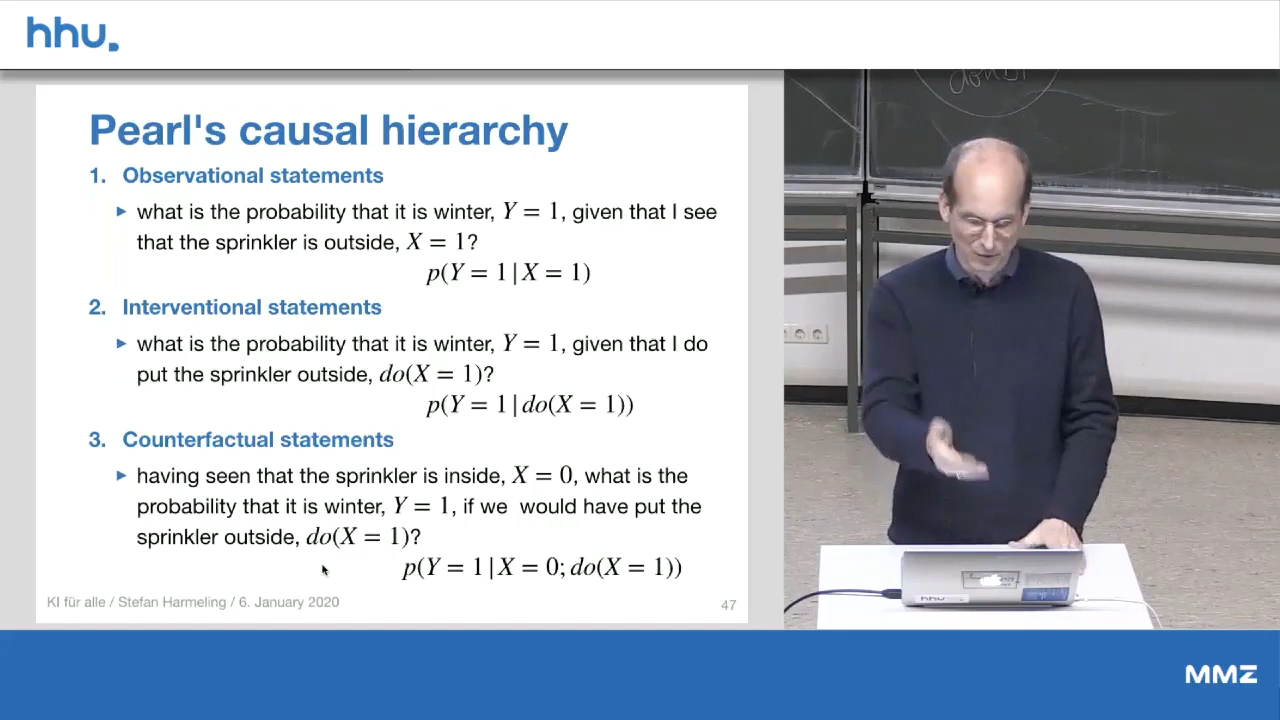 hhu.
Pearl's causal hierarchy
1. Observational statements
▶ what is the probability that it is winter, Y = 1, given that I see
that the sprinkler is outside, X = 1?
p(Y = 1 | X = 1)
2. Interventional statements
▶ what is the probability that it is winter, Y = 1, given that I do
put the sprinkler outside, do(X = 1)?
p(Y = 1 | do(X = 1))
3. Counterfactual statements
▶ having seen that the sprinkler is inside, X = 0, what is the
probability that it is winter, Y = 1, if we would have put the
sprinkler outside, do(X = 1)?
p(Y = 1 | X = 0; do(X = 1))
KI für alle / Stefan Harmeling / 6. January 2020
47
hhu
MMZ